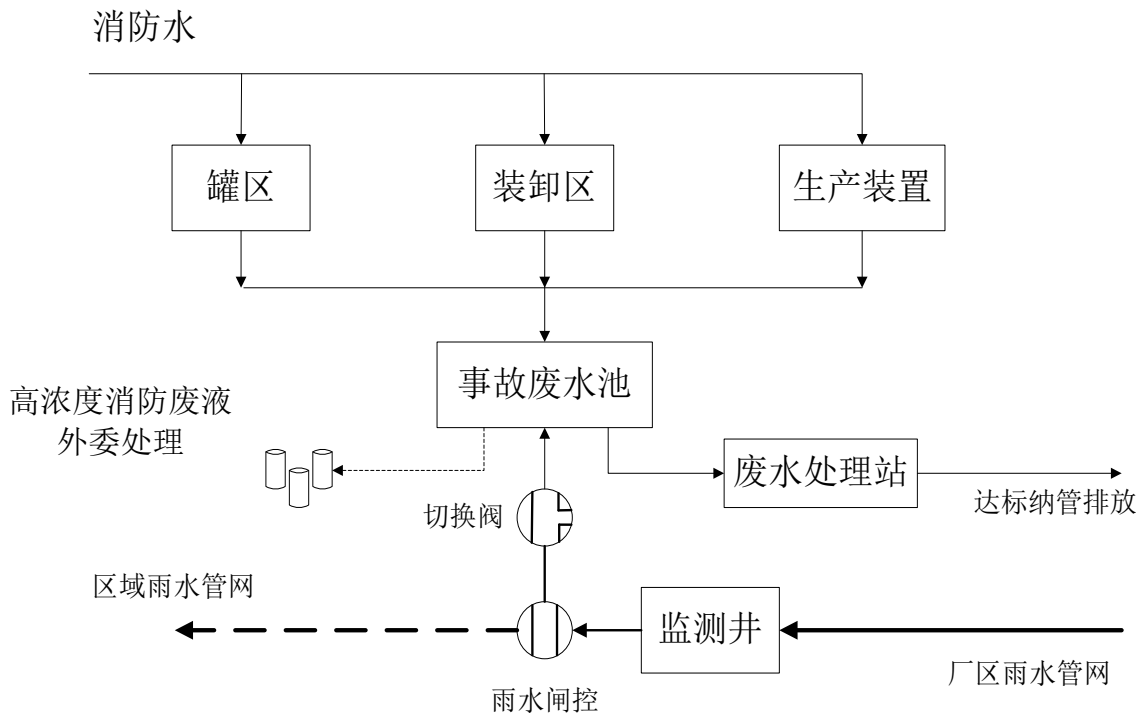 消防水
罐区
装卸区
生产装置
事故废水池
高浓度消防废液
外委处理
废水处理站
达标纳管排放
切换阀
区域雨水管网
监测井
厂区雨水管网
雨水闸控